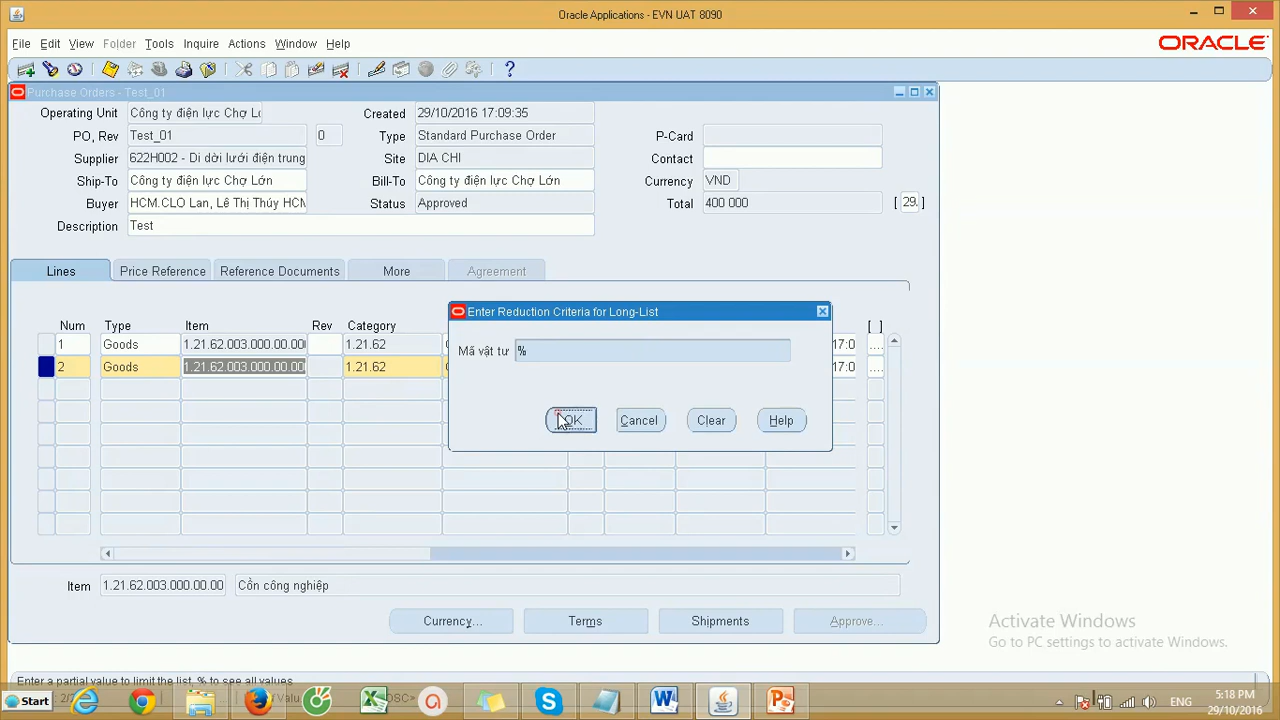 Oracle Applications - EVN UAT 8090
File Edit View Folder Tools Inquire Actions Window Help
ORACLE
Purchase Orders - Test_01
Operating Unit Công ty điện lực Chợ Lớ Created 29/10/2016 17:09:35
PO, Rev Test_01 0 Type Standard Purchase Order P-Card
Supplier 622H002 - Di dời lưới điện trung Site DIA CHI Contact
Ship-To Công ty điện lực Chợ Lớn Bill-To Công ty điện lực Chợ Lớn Currency VND
Buyer HCM.CLO Lan, Lê Thị Thúy HCM Status Approved Total 400 000 [ 29. ]
Description Test
Lines Price Reference Reference Documents More Agreement
Enter Reduction Criteria for Long-List
Num Type Item Rev Category [ ]
1 Goods 1.21.62.003.000.00.00 1.21.62 17:0 ....
Mã vật tư %
2 Goods 1.21.62.003.000.00.00 1.21.62 17:0 ....
OK Cancel Clear Help
Item 1.21.62.003.000.00.00 Cồn công nghiệp
Currency... Terms Shipments Approve...
Activate Windows
Go to PC settings to activate Windows.
Enter a partial value to limit the list, % to see all values.
Start
ENG
5:18 PM
29/10/2016